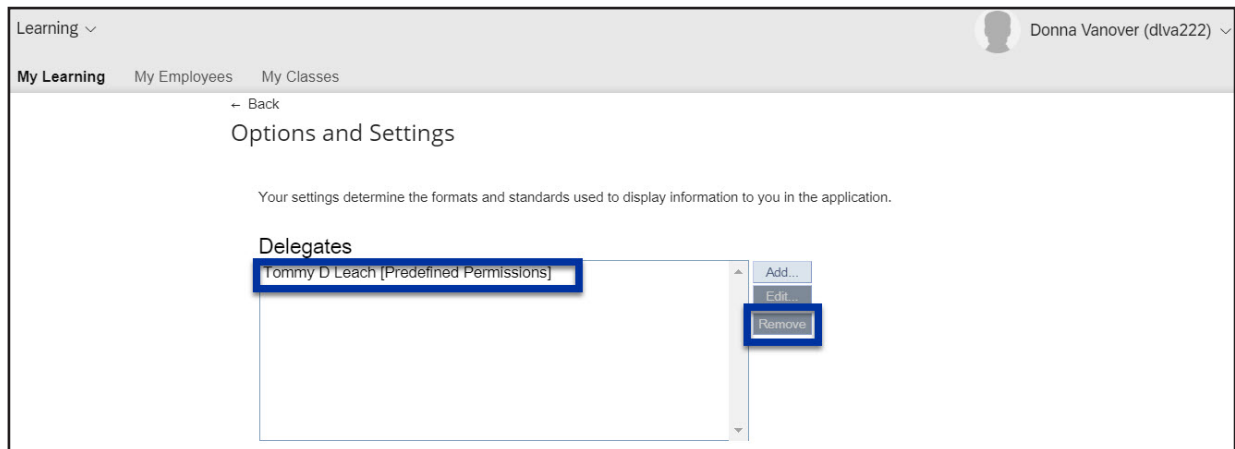 Learning
Donna Vanover (dlva222)
My Learning My Employees My Classes
← Back
Options and Settings
Your settings determine the formats and standards used to display information to you in the application.
Delegates
Tommy D Leach [Predefined Permissions]
Add...
Edit...
Remove